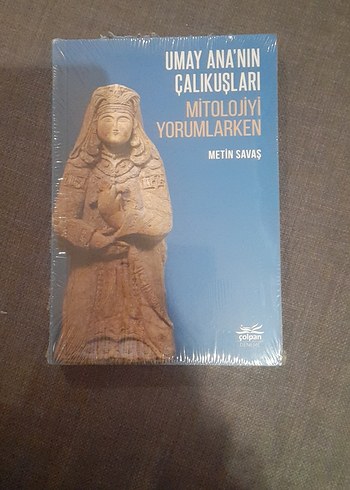 UMAY ANA'NIN
ÇALIKUŞLARI
MİTOLOJİYİ
YORUMLARKEN
METİN SAVAŞ
çolpan